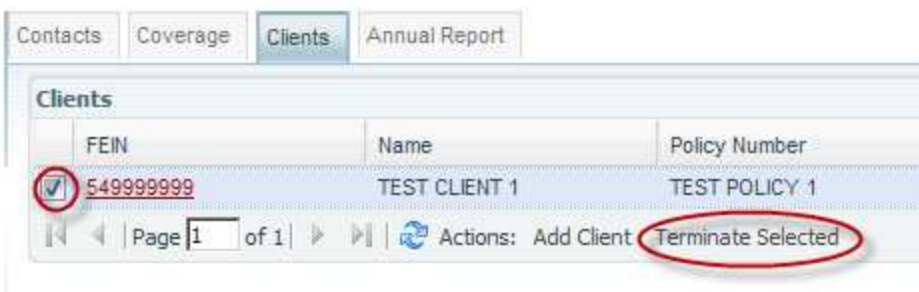 Contacts Coverage Clients Annual Report
Clients
FEIN Name Policy Number
549999999 TEST CLIENT 1 TEST POLICY 1
Page 1 of 1 Actions: Add Client Terminate Selected